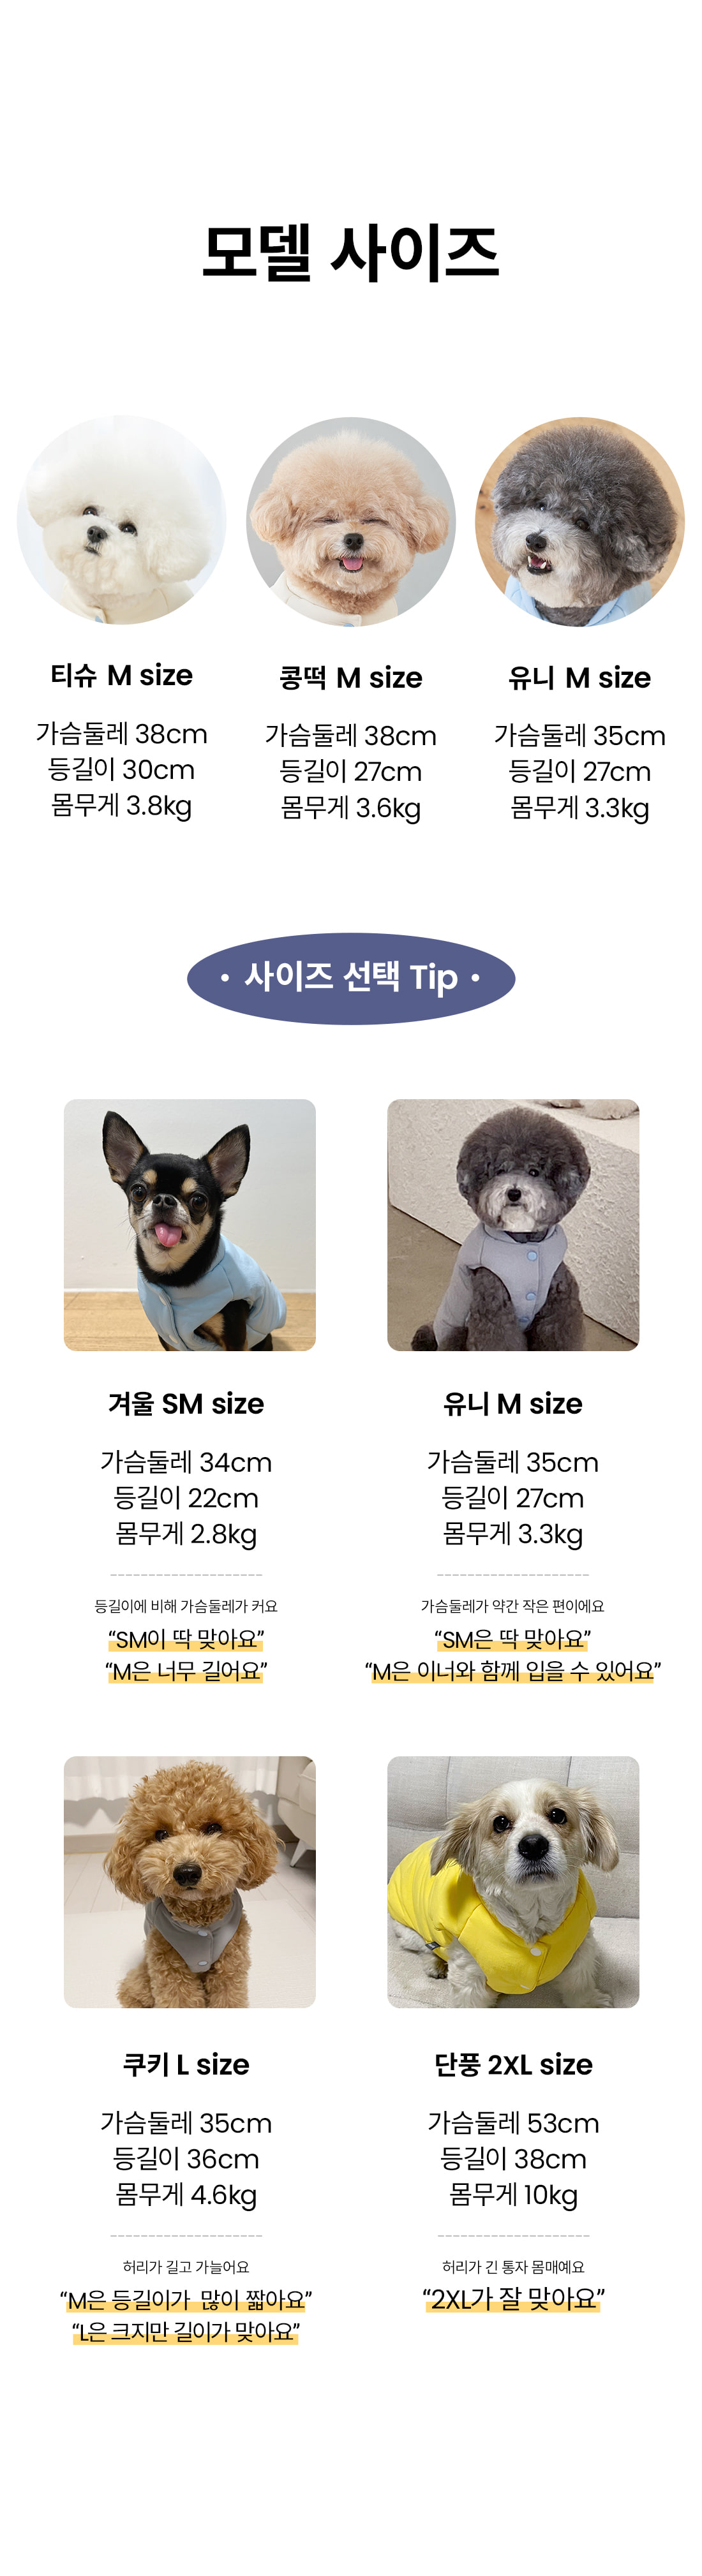 모델 사이즈
티슈 M size
가슴둘레 38cm
등길이 30cm
몸무게 3.8kg
콩떡 M size
가슴둘레 38cm
등길이 27cm
몸무게 3.6kg
유니 M size
가슴둘레 35cm
등길이 27cm
몸무게 3.3kg
• 사이즈 선택 Tip •
겨울 SM size
가슴둘레 34cm
등길이 22cm
몸무게 2.8kg
등길이에 비해 가슴둘레가 커요
“SM이 딱 맞아요”
“M은 너무 길어요”
유니 M size
가슴둘레 35cm
등길이 27cm
몸무게 3.3kg
가슴둘레가 약간 작은 편이에요
“SM은 딱 맞아요”
“M은 이너와 함께 입을 수 있어요”
쿠키 L size
가슴둘레 35cm
등길이 36cm
몸무게 4.6kg
허리가 길고 가늘어요
“M은 등길이가 많이 짧아요”
“L은 크지만 길이가 맞아요”
단풍 2XL size
가슴둘레 53cm
등길이 38cm
몸무게 10kg
허리가 긴 통자 몸매예요
“2XL가 잘 맞아요”